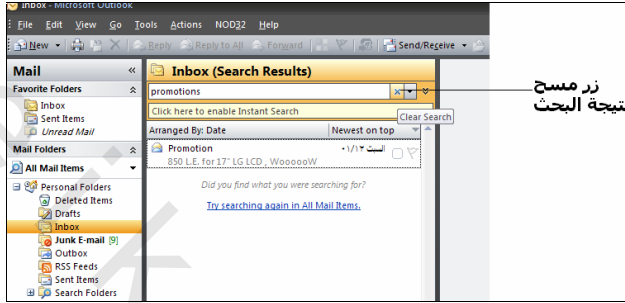 Inbox - Microsoft Outlook
File Edit View Go Tools Actions NOD32 Help
New Reply Reply to All Forward Send/Receive
Mail «
Favorite Folders
Inbox
Sent Items
Unread Mail
Mail Folders
All Mail Items
Personal Folders
Deleted Items
Drafts
Inbox
Junk E-mail [9]
Outbox
RSS Feeds
Sent Items
Search Folders
Inbox (Search Results)
promotions
Click here to enable Instant Search
Clear Search
Arranged By: Date Newest on top
Promotion السبت ٠١/١٢
850 L.E. for 17" LG LCD , WoooooW
Did you find what you were searching for?
Try searching again in All Mail Items.
زر مسح
نتيجة البحث